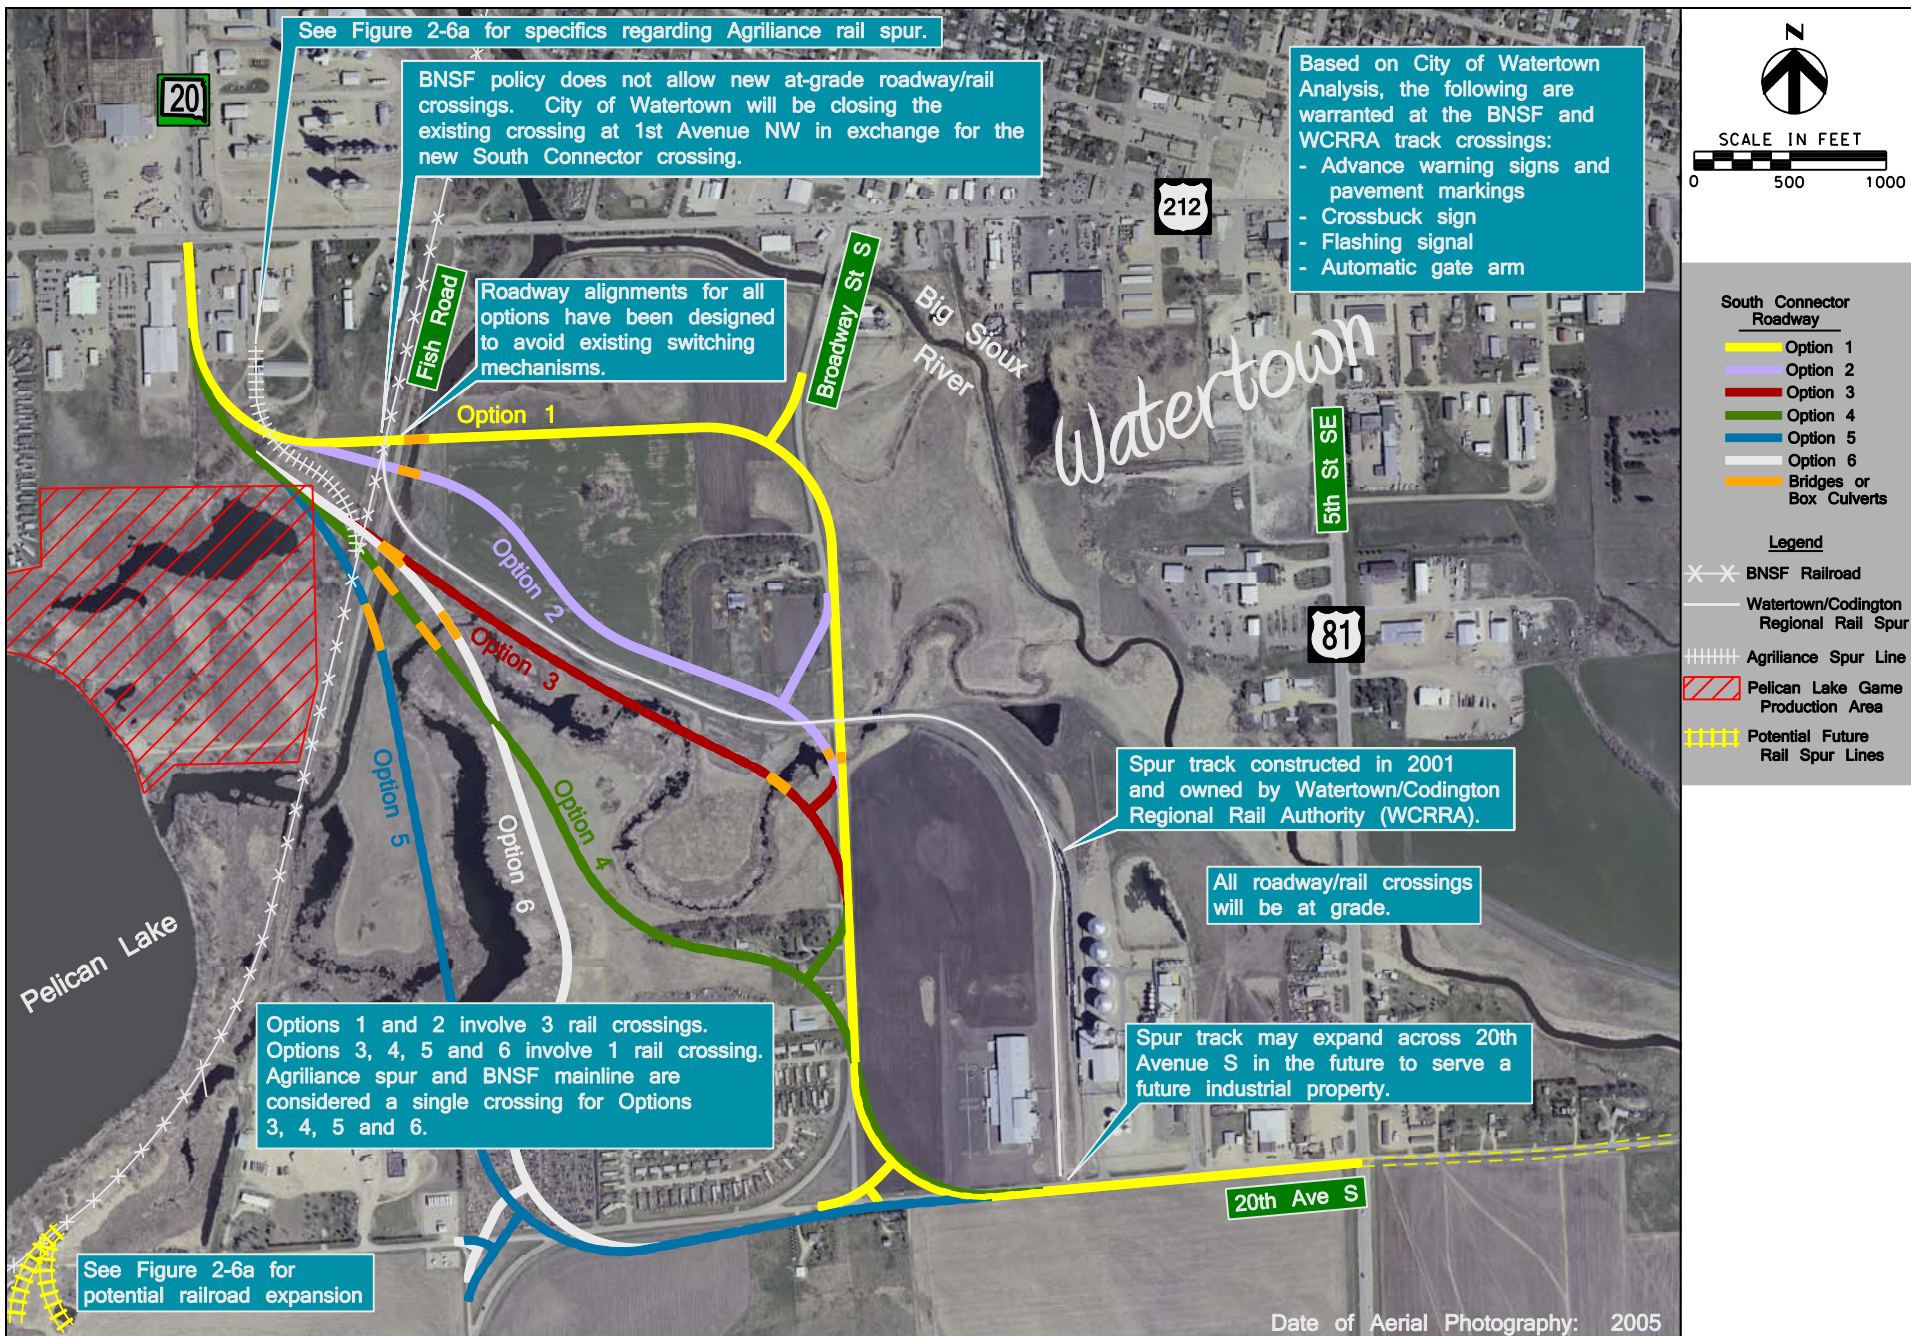 See Figure 2-6a for specifics regarding Agriliance rail spur.
20
BNSF policy does not allow new at-grade roadway/rail
crossings. City of Watertown will be closing the
existing crossing at 1st Avenue NW in exchange for the
new South Connector crossing.
Based on City of Watertown
Analysis, the following are
warranted at the BNSF and
WCRRA track crossings:
- Advance warning signs and
pavement markings
- Crossbuck sign
- Flashing signal
- Automatic gate arm
212
Fish Road
Roadway alignments for all
options have been designed
to avoid existing switching
mechanisms.
Broadway St S
Big Sioux
River
Watertown
5th St SE
81
Option 1
Option 2
Option 3
Option 4
Option 5
Option 6
Pelican Lake
Spur track constructed in 2001
and owned by Watertown/Codington
Regional Rail Authority (WCRRA).
All roadway/rail crossings
will be at grade.
Options 1 and 2 involve 3 rail crossings.
Options 3, 4, 5 and 6 involve 1 rail crossing.
Agriliance spur and BNSF mainline are
considered a single crossing for Options
3, 4, 5 and 6.
Spur track may expand across 20th
Avenue S in the future to serve a
future industrial property.
20th Ave S
See Figure 2-6a for
potential railroad expansion
Date of Aerial Photography: 2005
N
SCALE IN FEET
0 500 1000
South Connector
Roadway
Option 1
Option 2
Option 3
Option 4
Option 5
Option 6
Bridges or
Box Culverts
Legend
BNSF Railroad
Watertown/Codington
Regional Rail Spur
Agriliance Spur Line
Pelican Lake Game
Production Area
Potential Future
Rail Spur Lines